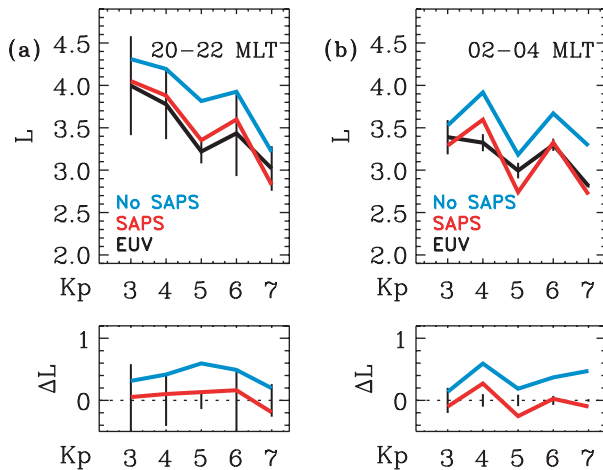 (a)
20–22 MLT
4.5
4.0
3.5
3.0
2.5
2.0
L
No SAPS
SAPS
EUV
Kp 3 4 5 6 7
1
0
ΔL
Kp 3 4 5 6 7
(b)
02–04 MLT
4.5
4.0
3.5
3.0
2.5
2.0
L
No SAPS
SAPS
EUV
Kp 3 4 5 6 7
1
0
ΔL
Kp 3 4 5 6 7